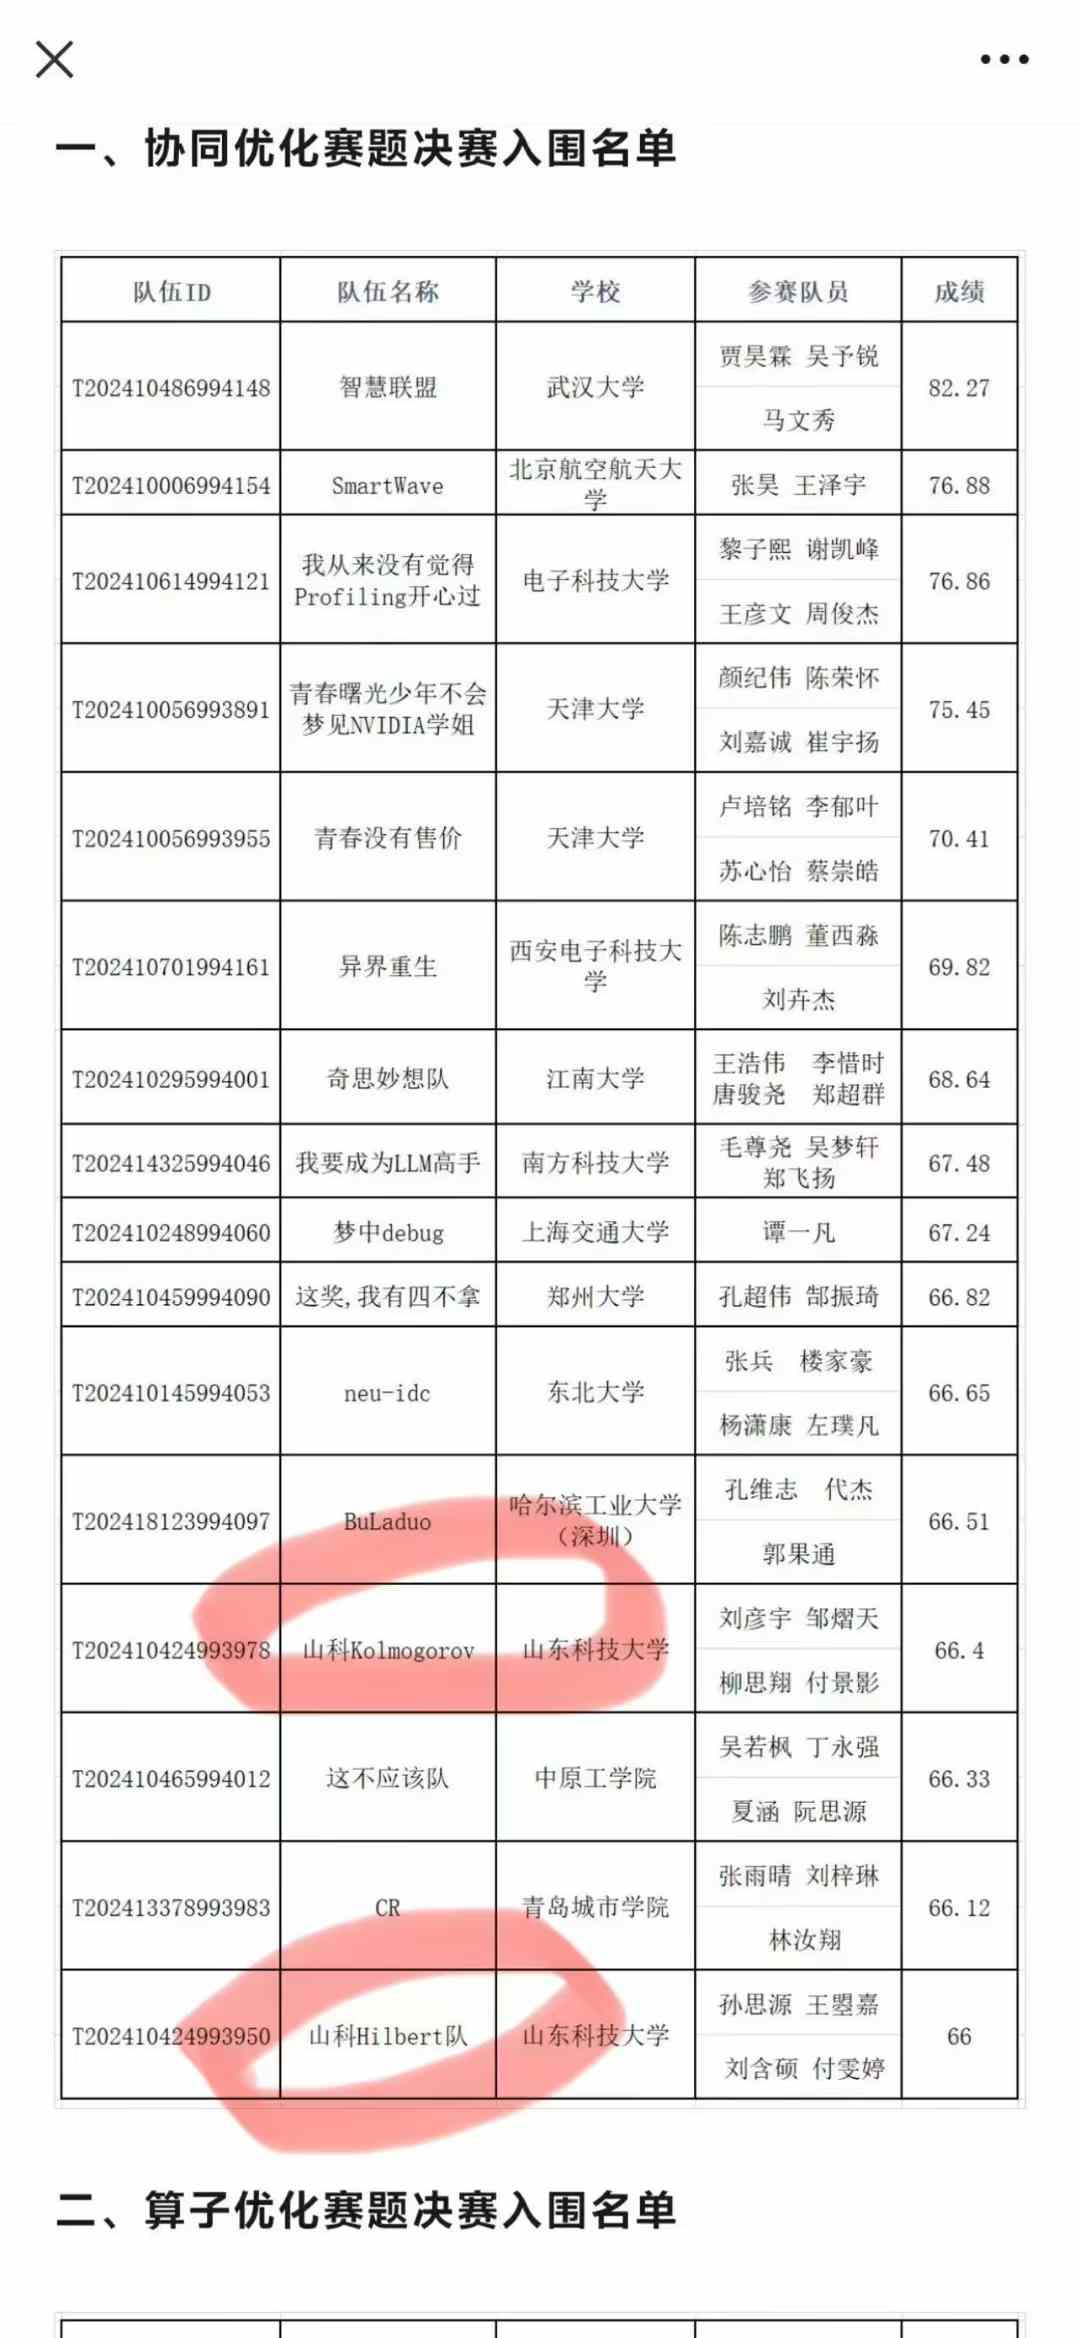 一、协同优化赛题决赛入围名单
队伍ID 队伍名称 学校 参赛队员 成绩
T202410486994148 智慧联盟 武汉大学 贾昊霖 吴予锐 82.27
马文秀
T202410006994154 SmartWave 北京航空航天大 张昊 王泽宇 76.88
学
T202410614994121 我从来没有觉得 电子科技大学 黎子熙 谢凯峰 76.86
Profiling开心过 王彦文 周俊杰
T202410056993891 青春曙光少年不会 天津大学 颜纪伟 陈荣怀 75.45
梦见NVIDIA学姐 刘嘉诚 崔宇扬
T202410056993955 青春没有售价 天津大学 卢培铭 李郁叶 70.41
苏心怡 蔡崇皓
T202410701994161 异界重生 西安电子科技大 陈志鹏 董西淼 69.82
学 刘卉杰
T202410295994001 奇思妙想队 江南大学 王浩伟 李惜时 68.64
唐骏尧 郑超群
T202414325994046 我要成为LLM高手 南方科技大学 毛尊尧 吴梦轩 67.48
郑飞扬
T202410248994060 梦中debug 上海交通大学 谭一凡 67.24
T202410459994090 这奖,我有四不拿 郑州大学 孔超伟 郜振琦 66.82
T202410145994053 neu-idc 东北大学 张兵 楼家豪 66.65
杨潇康 左璞凡
T202418123994097 BuLaduo 哈尔滨工业大学 孔维志 代杰 66.51
（深圳） 郭果通
T202410424993978 山科Kolmogorov 山东科技大学 刘彦宇 邹熠天 66.4
柳思翔 付景影
T202410465994012 这不应该队 中原工学院 吴若枫 丁永强 66.33
夏涵 阮思源
T202413378993983 CR 青岛城市学院 张雨晴 刘梓琳 66.12
林汝翔
T202410424993950 山科Hilbert队 山东科技大学 孙思源 王曌嘉 66
刘含硕 付雯婷
二、算子优化赛题决赛入围名单